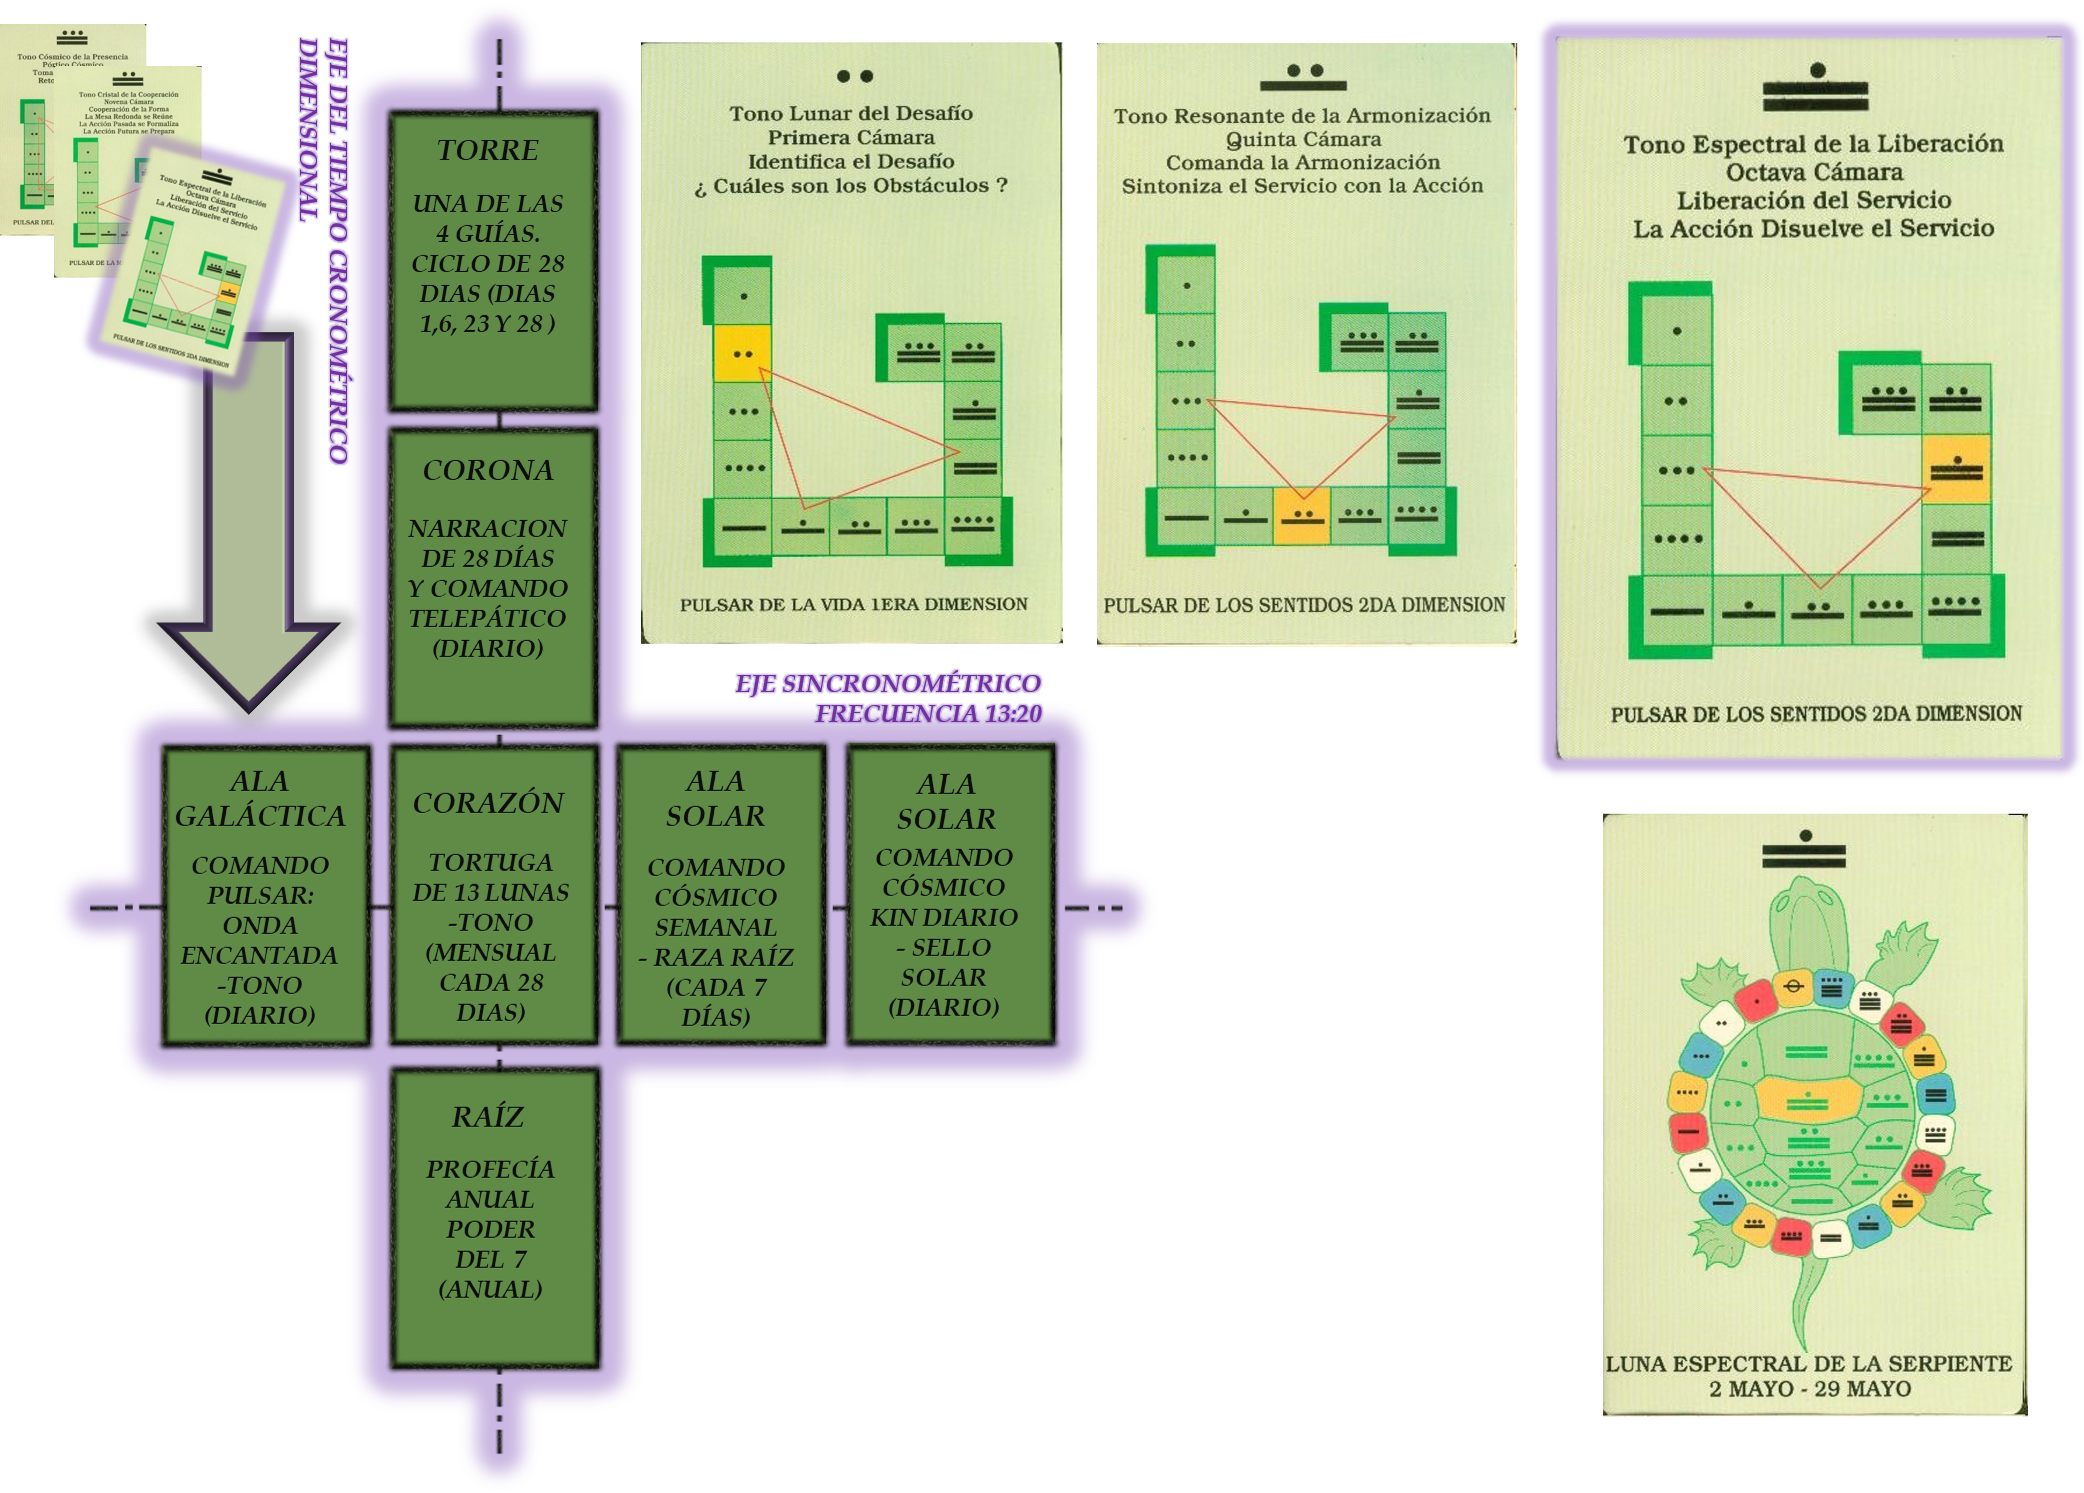 Tono Cósmico de la Presencia
Pórtico Cósmico
Toma
Reto
PULSAR DEL
Tono Cristal de la Cooperación
Novena Cámara
Cooperación de la Forma
La Mesa Redonda se Reúne
La Acción Pasada se Formaliza
La Acción Futura se Prepara
PULSAR DE LA
Tono Espectral de la Liberación
Octava Cámara
Liberación del Servicio
La Acción Disuelve el Servicio
PULSAR DE LOS SENTIDOS 2DA DIMENSION
EJE DEL TIEMPO CRONOMÉTRICO
DIMENSIONAL
TORRE
UNA DE LAS
4 GUÍAS.
CICLO DE 28
DIAS (DIAS
1,6, 23 Y 28 )
CORONA
NARRACION
DE 28 DÍAS
Y COMANDO
TELEPÁTICO
(DIARIO)
Tono Lunar del Desafío
Primera Cámara
Identifica el Desafío
¿ Cuáles son los Obstáculos ?
PULSAR DE LA VIDA 1ERA DIMENSION
Tono Resonante de la Armonización
Quinta Cámara
Comanda la Armonización
Sintoniza el Servicio con la Acción
PULSAR DE LOS SENTIDOS 2DA DIMENSION
Tono Espectral de la Liberación
Octava Cámara
Liberación del Servicio
La Acción Disuelve el Servicio
PULSAR DE LOS SENTIDOS 2DA DIMENSION
EJE SINCRONOMÉTRICO
FRECUENCIA 13:20
ALA
GALÁCTICA
COMANDO
PULSAR:
ONDA
ENCANTADA
-TONO
(DIARIO)
CORAZÓN
TORTUGA
DE 13 LUNAS
-TONO
(MENSUAL
CADA 28
DIAS)
ALA
SOLAR
COMANDO
CÓSMICO
SEMANAL
- RAZA RAÍZ
(CADA 7
DÍAS)
ALA
SOLAR
COMANDO
CÓSMICO
KIN DIARIO
- SELLO
SOLAR
(DIARIO)
RAÍZ
PROFECÍA
ANUAL
PODER
DEL 7
(ANUAL)
LUNA ESPECTRAL DE LA SERPIENTE
2 MAYO - 29 MAYO